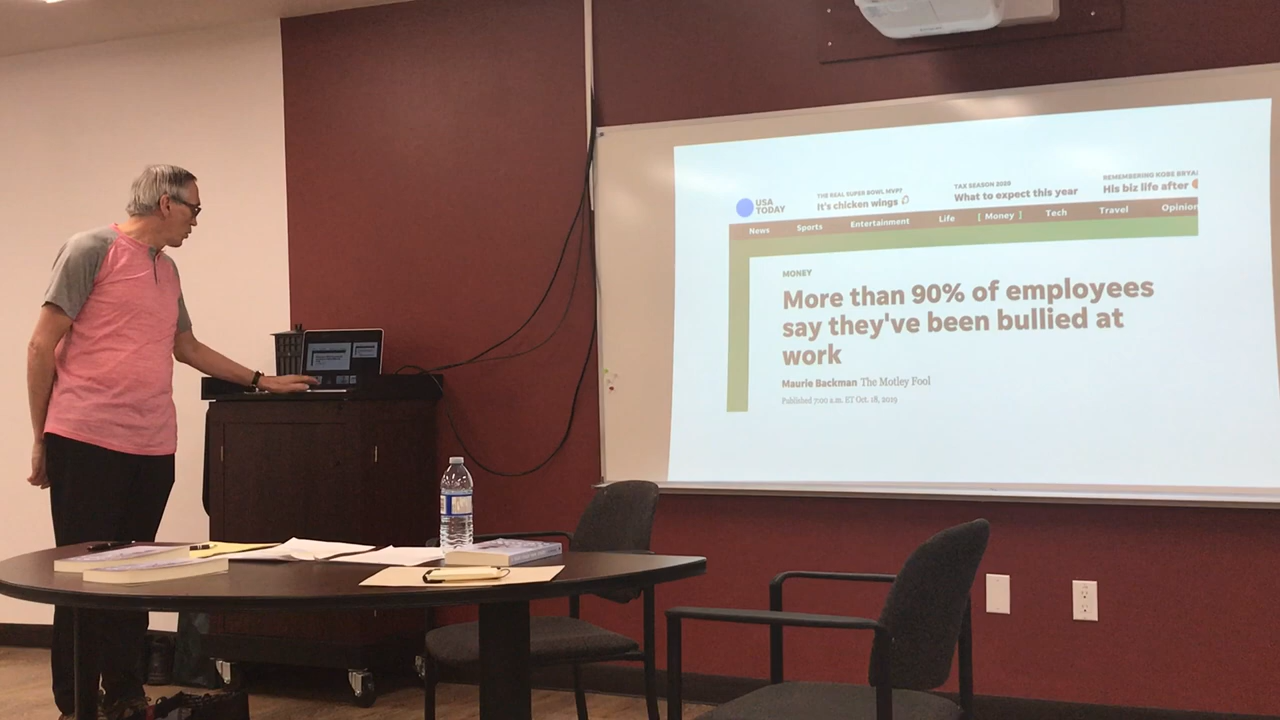 USA
TODAY
THE REAL SUPER BOWL MVP?
It's chicken wings
TAX SEASON 2020
What to expect this year
REMEMBERING KOBE BRYA
His biz life after
News Sports Entertainment Life [ Money ] Tech Travel Opinion
MONEY
More than 90% of employees
say they've been bullied at
work
Maurie Backman The Motley Fool
Published 7:00 a.m. ET Oct. 18, 2019